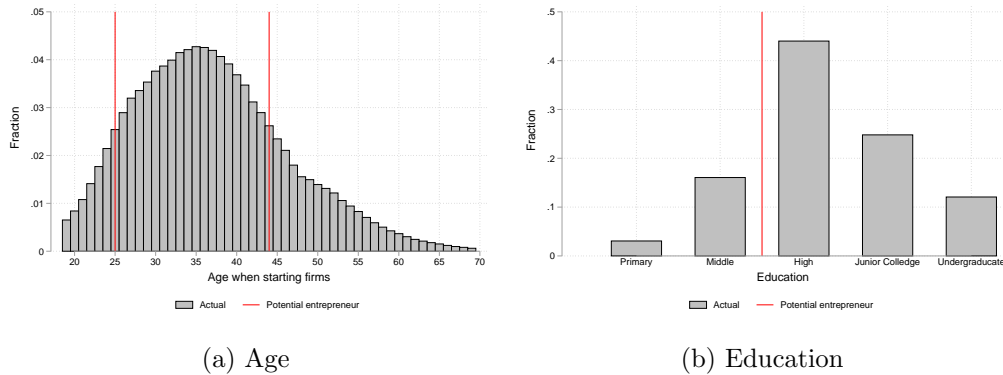 .05
.04
.03
.02
.01
0
Fraction
20 25 30 35 40 45 50 55 60 65 70
Age when starting firms
Actual Potential entrepreneur
(a) Age
.5
.4
.3
.2
.1
0
Fraction
Primary Middle High Junior Colledge Undergraducate
Education
Actual Potential entrepreneur
(b) Education